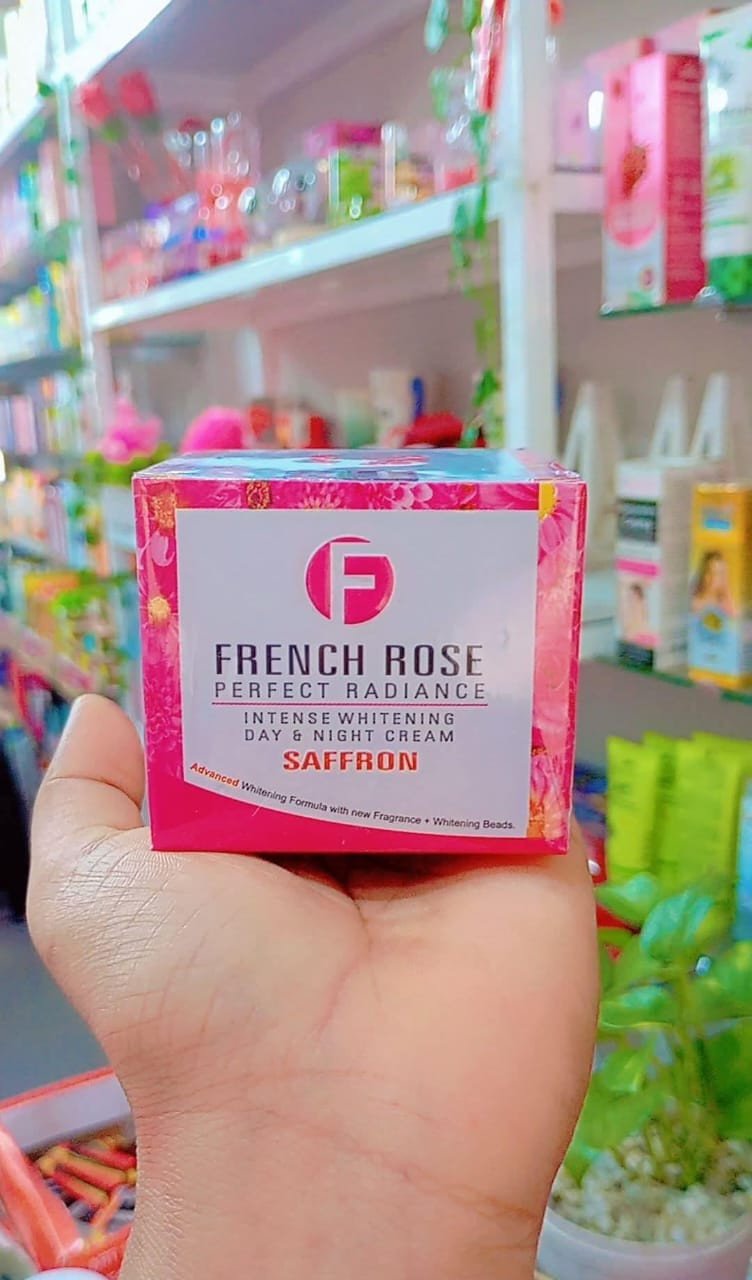 F
FRENCH ROSE
PERFECT RADIANCE
INTENSE WHITENING
DAY & NIGHT CREAM
SAFFRON
Advanced Whitening Formula with new Fragrance + Whitening Beads.